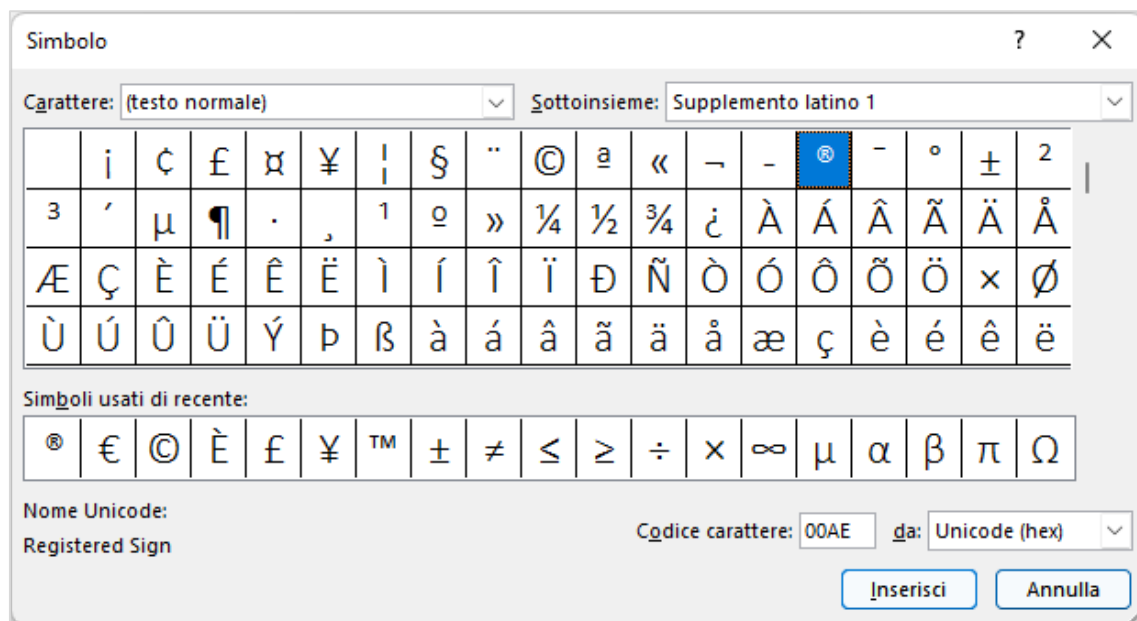 Simbolo ? ×
Carattere: (testo normale) Sottoinsieme: Supplemento latino 1
¡ ¢ £ ¤ ¥ ¦ § ¨ © ª « ¬ - ® ¯ ° ± ²
³ ´ µ ¶ · ¸ ¹ º » ¼ ½ ¾ ¿ À Á Â Ã Ä Å
Æ Ç È É Ê Ë Ì Í Î Ï Ð Ñ Ò Ó Ô Õ Ö × Ø
Ù Ú Û Ü Ý Þ ß à á â ã ä å æ ç è é ê ë
Simboli usati di recente:
® € © È £ ¥ ™ ± ≠ ≤ ≥ ÷ × ∞ µ α β π Ω
Nome Unicode:
Registered Sign
Codice carattere: 00AE da: Unicode (hex)
Inserisci Annulla